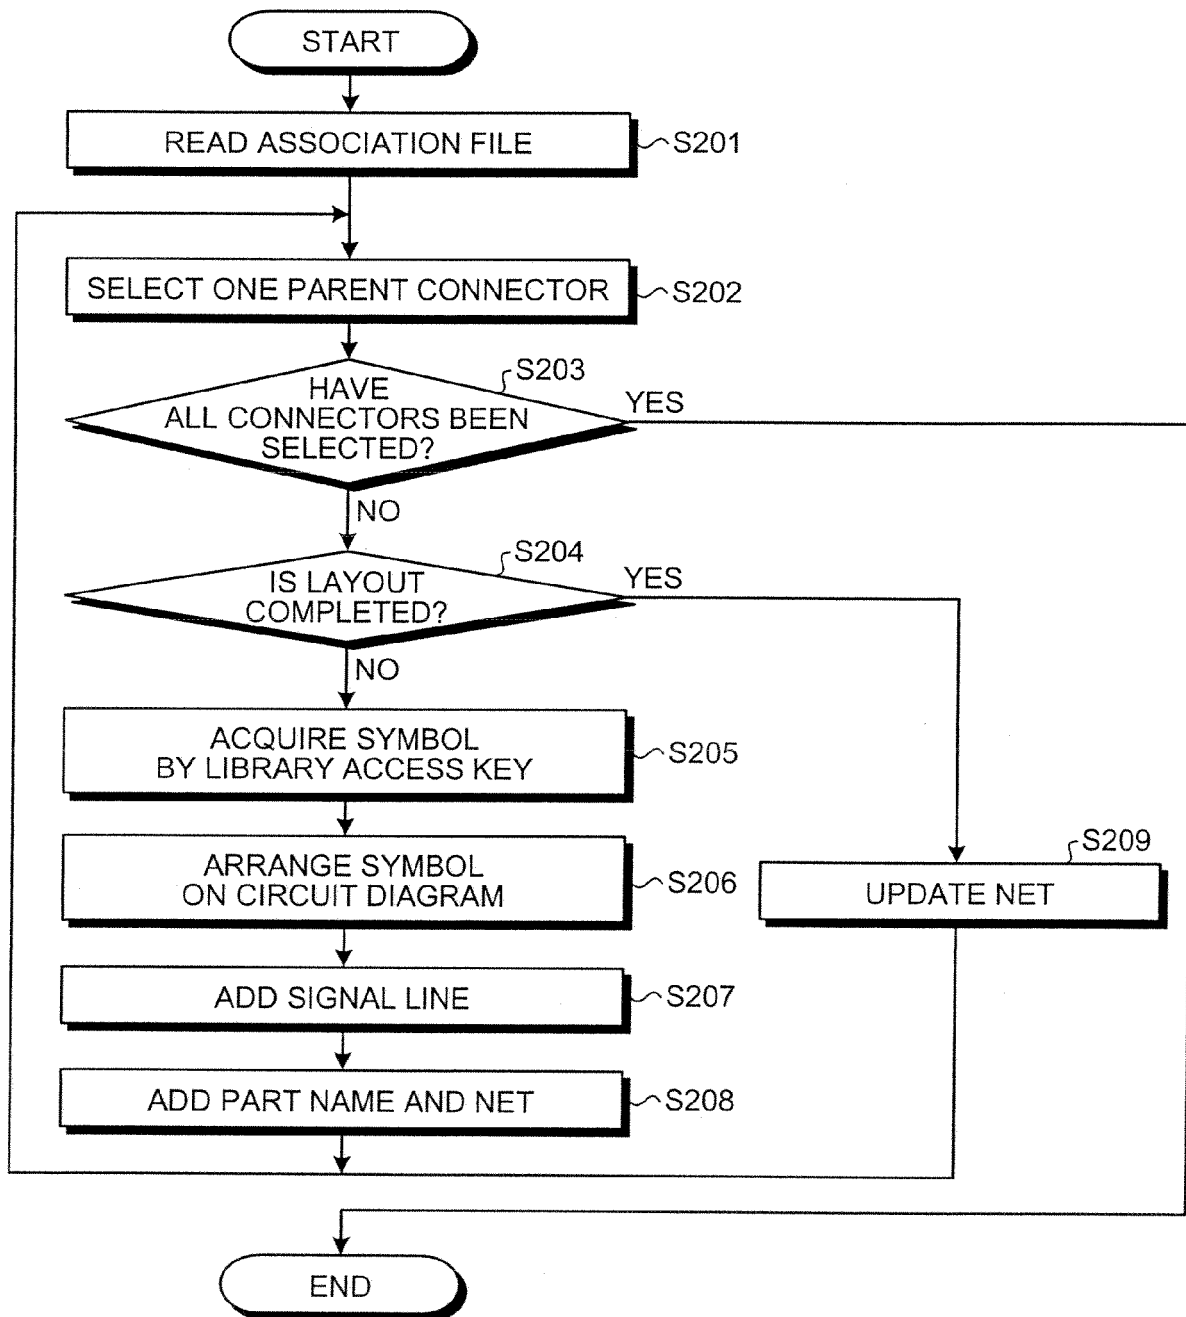 START
READ ASSOCIATION FILE
S201
SELECT ONE PARENT CONNECTOR
S202
S203
HAVE
ALL CONNECTORS BEEN
SELECTED?
YES
NO
S204
IS LAYOUT
COMPLETED?
YES
NO
ACQUIRE SYMBOL
BY LIBRARY ACCESS KEY
S205
ARRANGE SYMBOL
ON CIRCUIT DIAGRAM
S206
S209
UPDATE NET
ADD SIGNAL LINE
S207
ADD PART NAME AND NET
S208
END